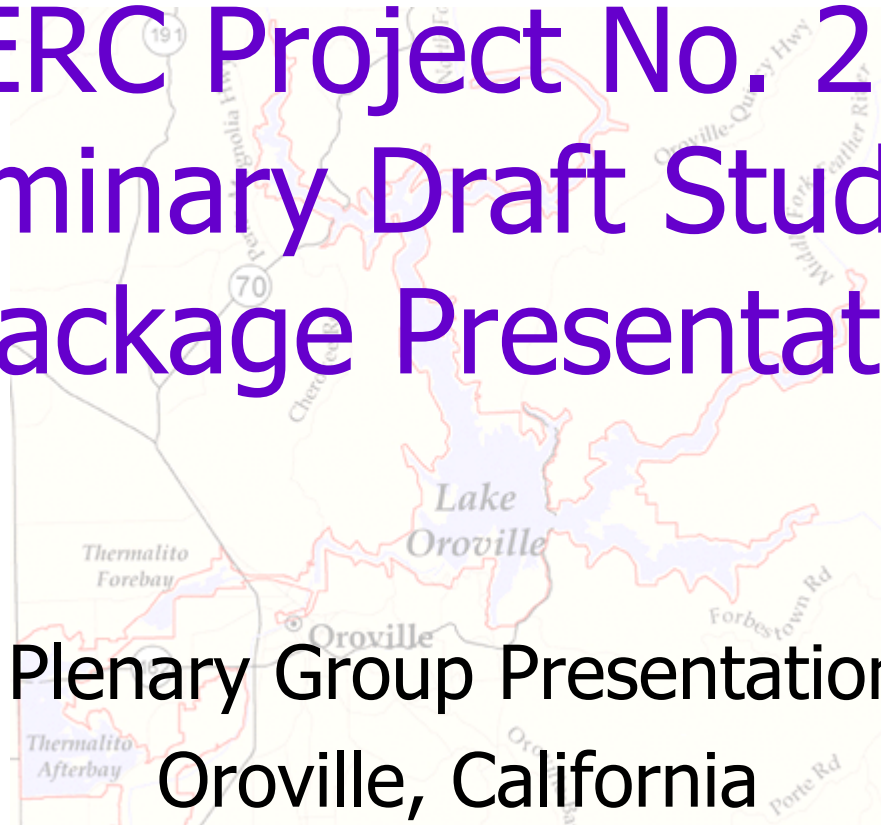 ERC Project No. 2
minary Draft Stud
ackage Presentat
191
70
Lake
Oroville
Thermalito
Forebay
Oroville
Forbestown Rd
Plenary Group Presentation
Thermalito
Afterbay
Oroville, California
Porte Rd